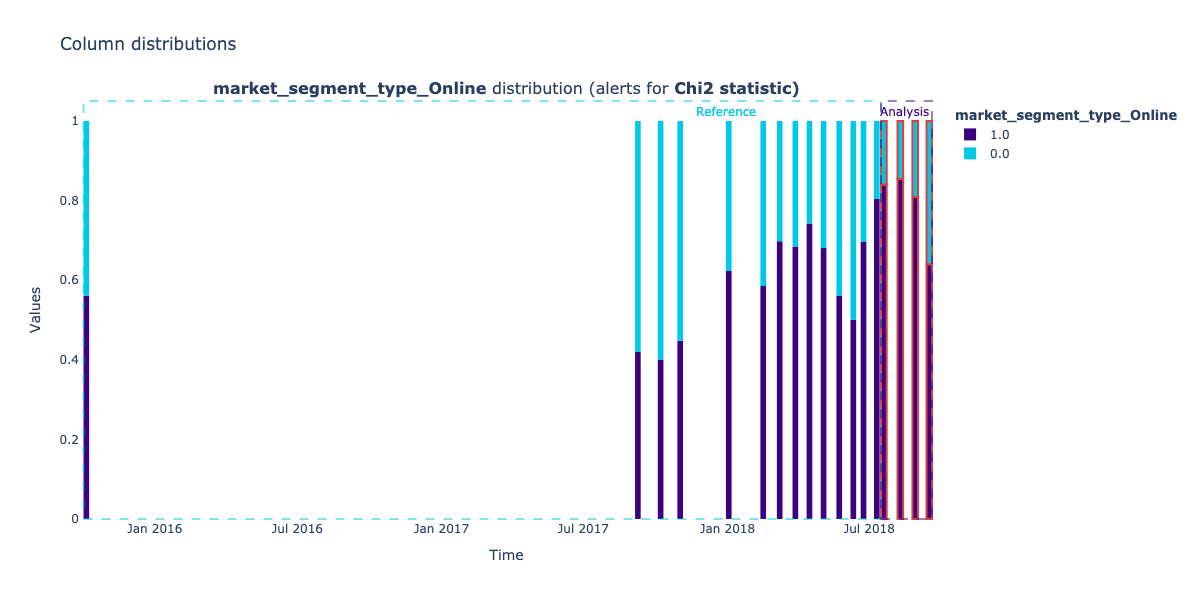 Column distributions
market_segment_type_Online distribution (alerts for Chi2 statistic)
Reference
Analysis
market_segment_type_Online
1.0
0.0
1
0.8
0.6
0.4
0.2
0
Values
Jan 2016
Jul 2016
Jan 2017
Jul 2017
Jan 2018
Jul 2018
Time